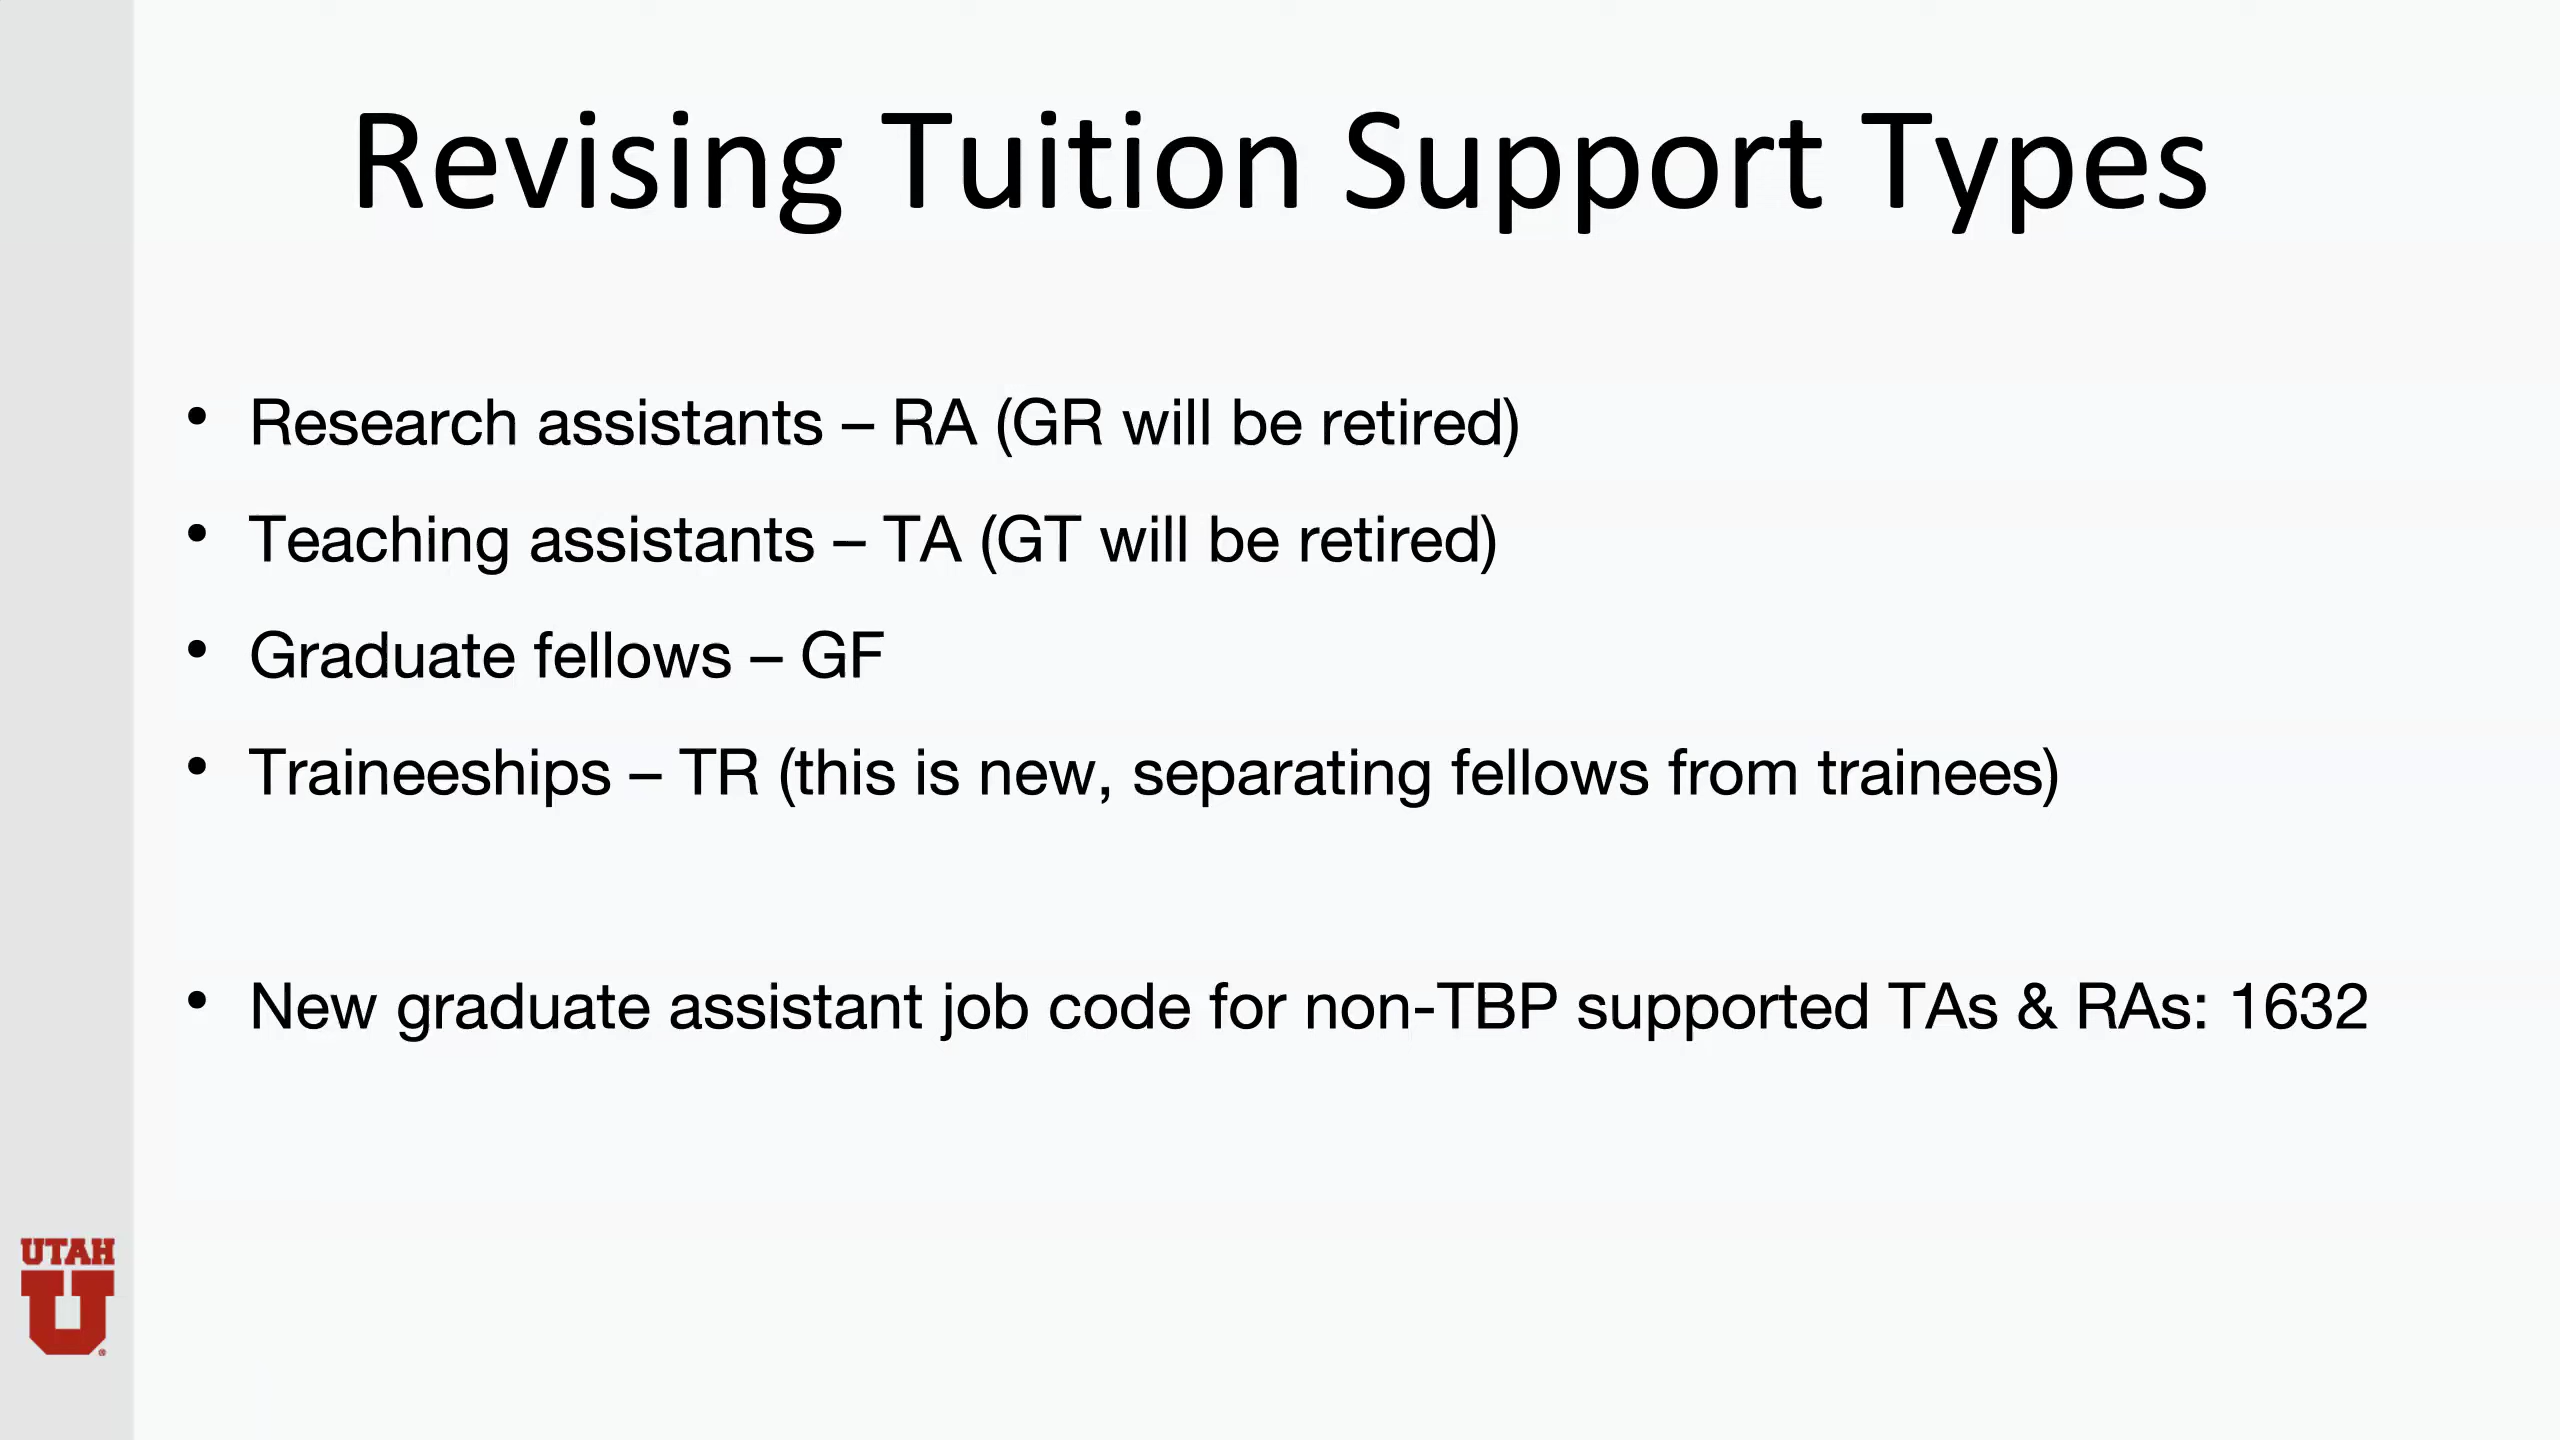 Revising Tuition Support Types
• Research assistants – RA (GR will be retired)
• Teaching assistants – TA (GT will be retired)
• Graduate fellows – GF
• Traineeships – TR (this is new, separating fellows from trainees)
• New graduate assistant job code for non-TBP supported TAs & RAs: 1632
UTAH
U
®